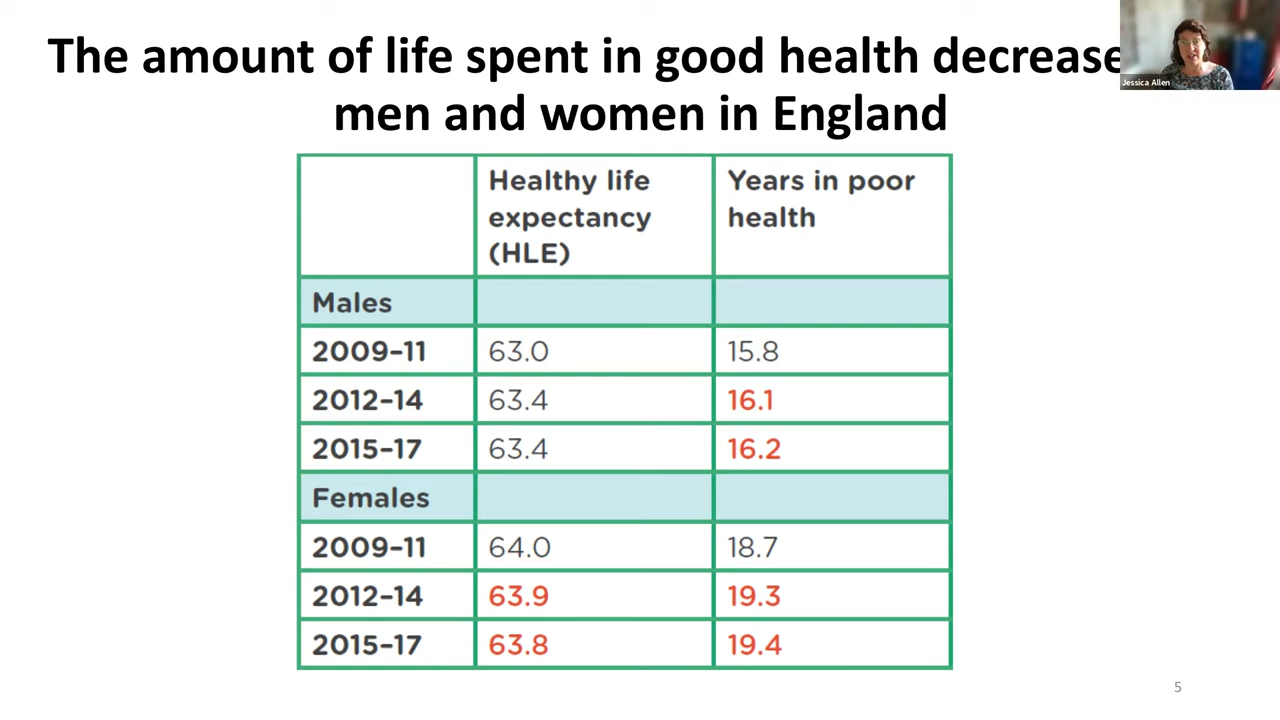 The amount of life spent in good health decrease
men and women in England
Jessica Allen
Healthy life expectancy (HLE) Years in poor health
Males
2009–11 63.0 15.8
2012–14 63.4 16.1
2015–17 63.4 16.2
Females
2009–11 64.0 18.7
2012–14 63.9 19.3
2015–17 63.8 19.4
5